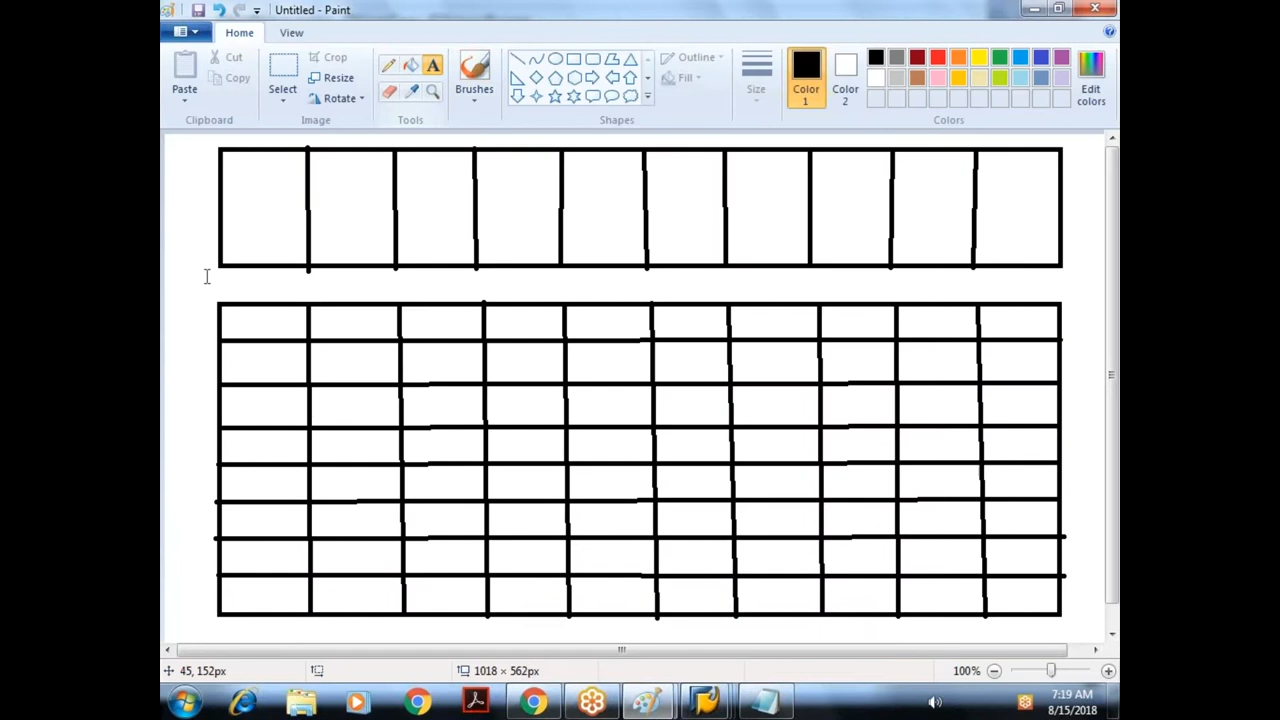 Untitled - Paint
Home View
Cut
Copy
Paste
Clipboard
Crop
Resize
Rotate
Select
Image
A
Tools
Brushes
Outline
Fill
Shapes
Size
Color 1
Color 2
Edit colors
Colors
45, 152px
1018 × 562px
100%
7:19 AM
8/15/2018